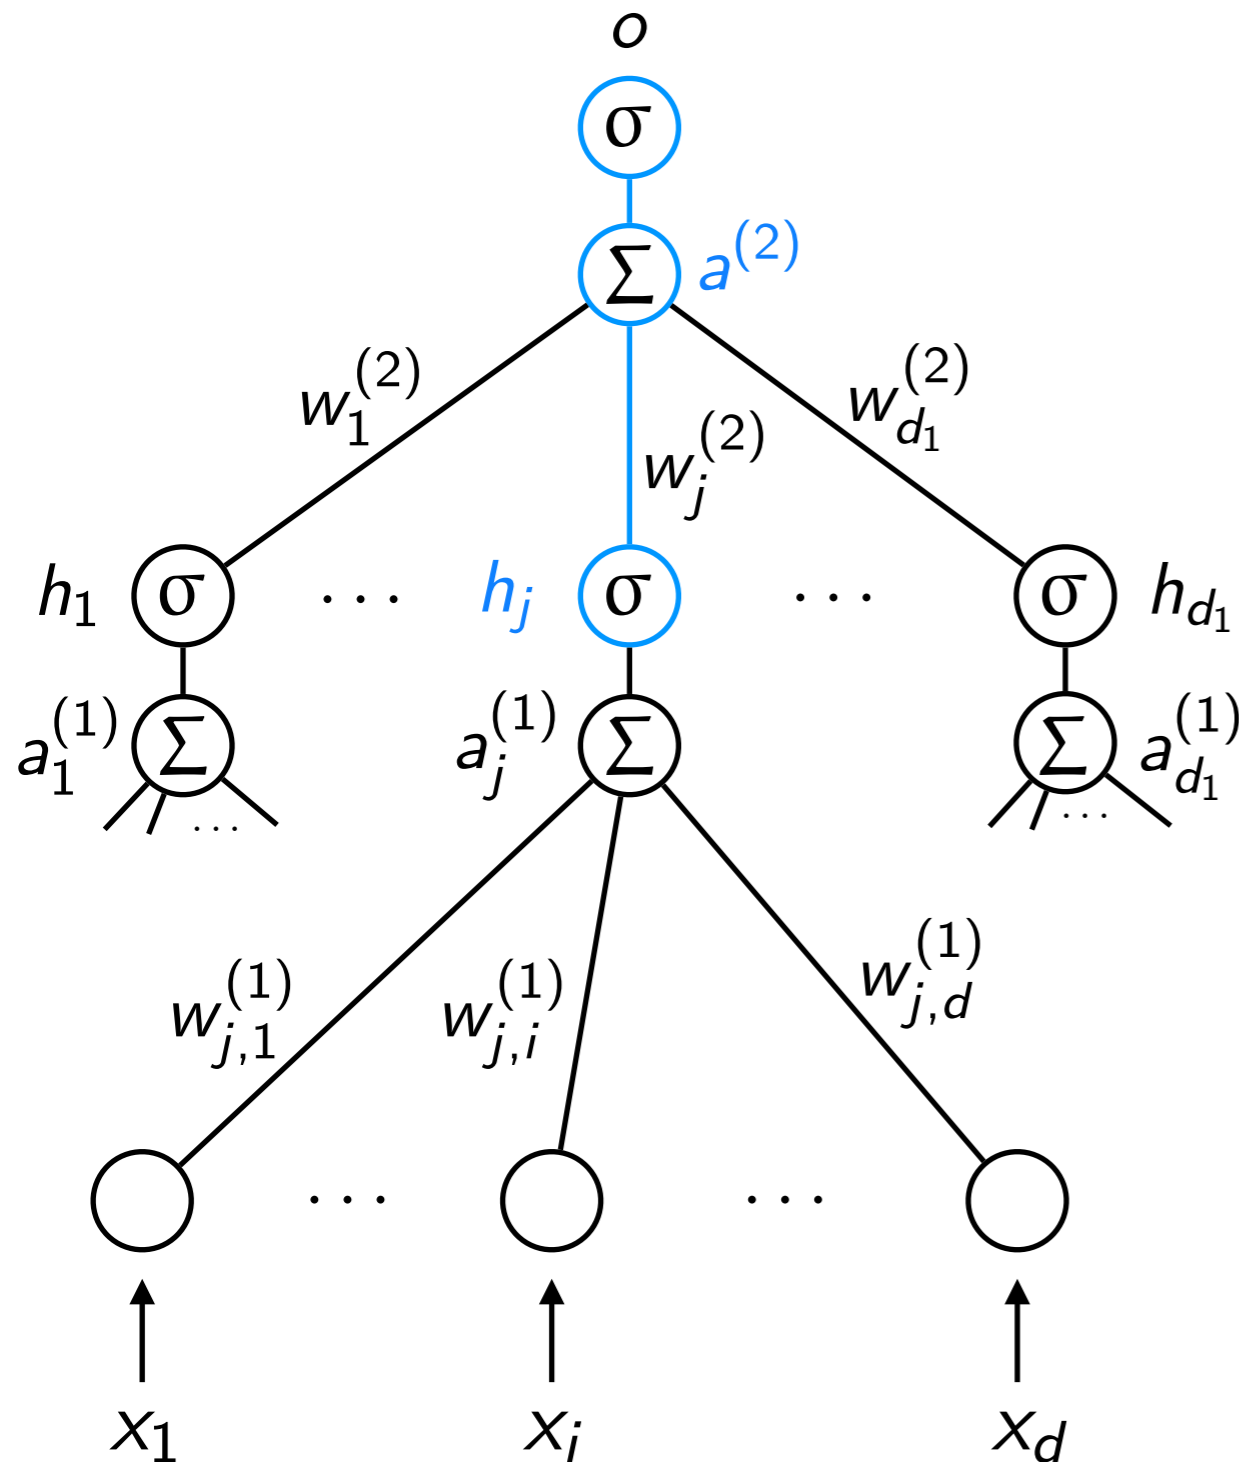 o
σ
Σ a^(2)
w_1^(2) w_j^(2) w_{d_1}^(2)
h_1 σ ... h_j σ ... σ h_{d_1}
a_1^(1) Σ a_j^(1) Σ Σ a_{d_1}^(1)
... ...
w_{j,1}^(1) w_{j,i}^(1) w_{j,d}^(1)
... ...
x_1 x_i x_d